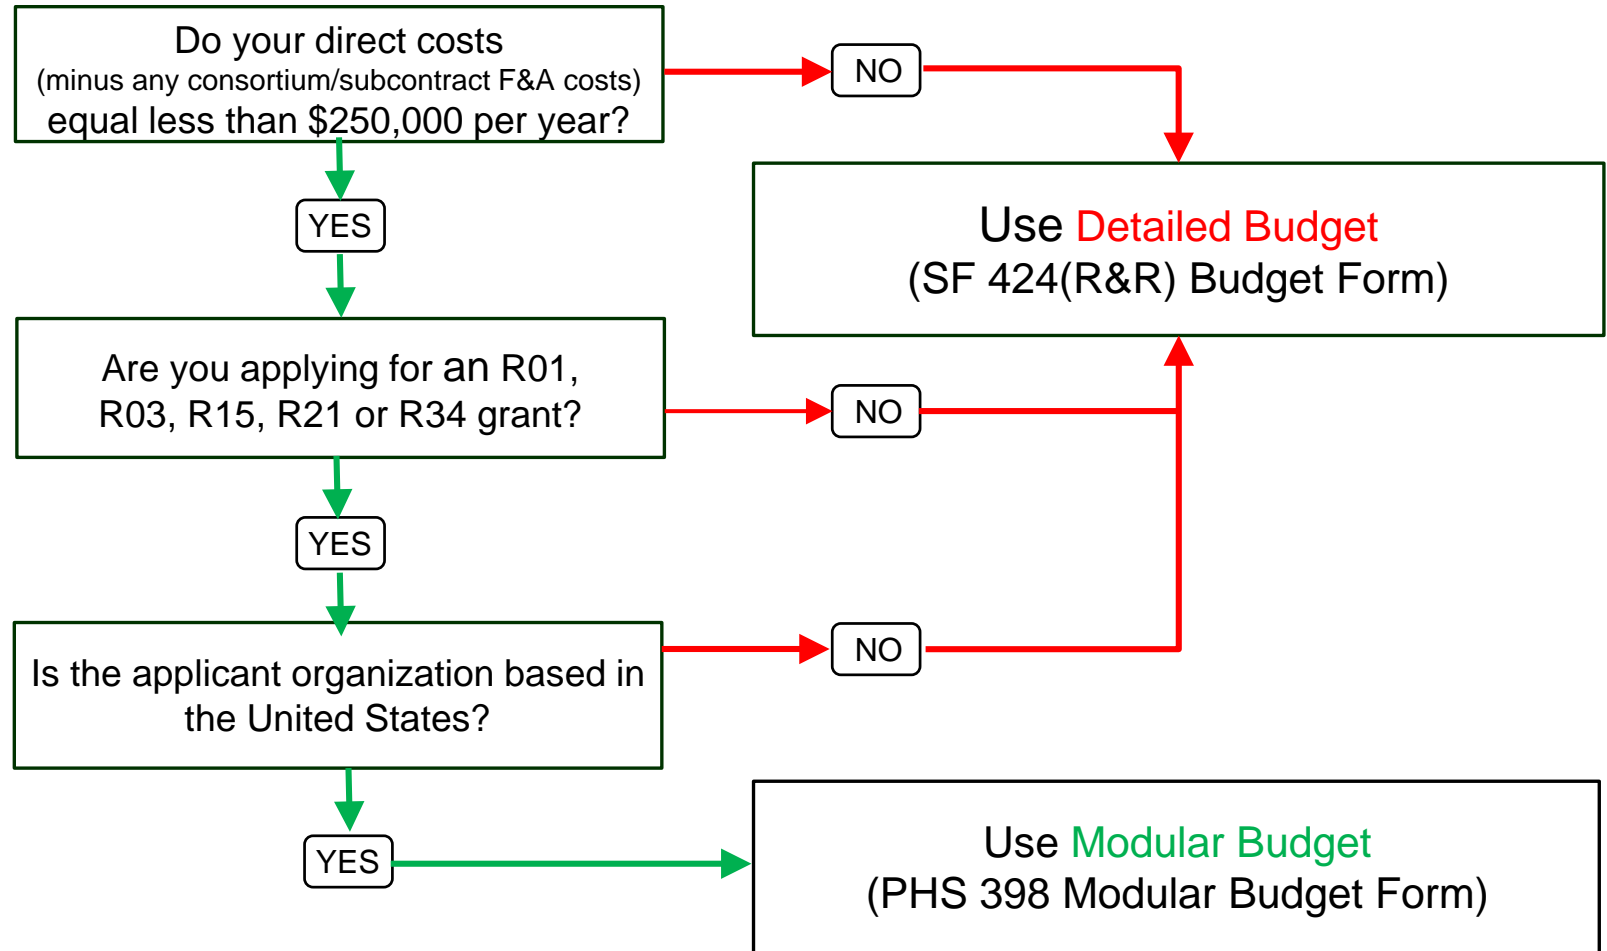 Do your direct costs
(minus any consortium/subcontract F&A costs)
equal less than $250,000 per year?
NO
YES
Use Detailed Budget
(SF 424(R&R) Budget Form)
Are you applying for an R01,
R03, R15, R21 or R34 grant?
NO
YES
Is the applicant organization based in
the United States?
NO
YES
Use Modular Budget
(PHS 398 Modular Budget Form)